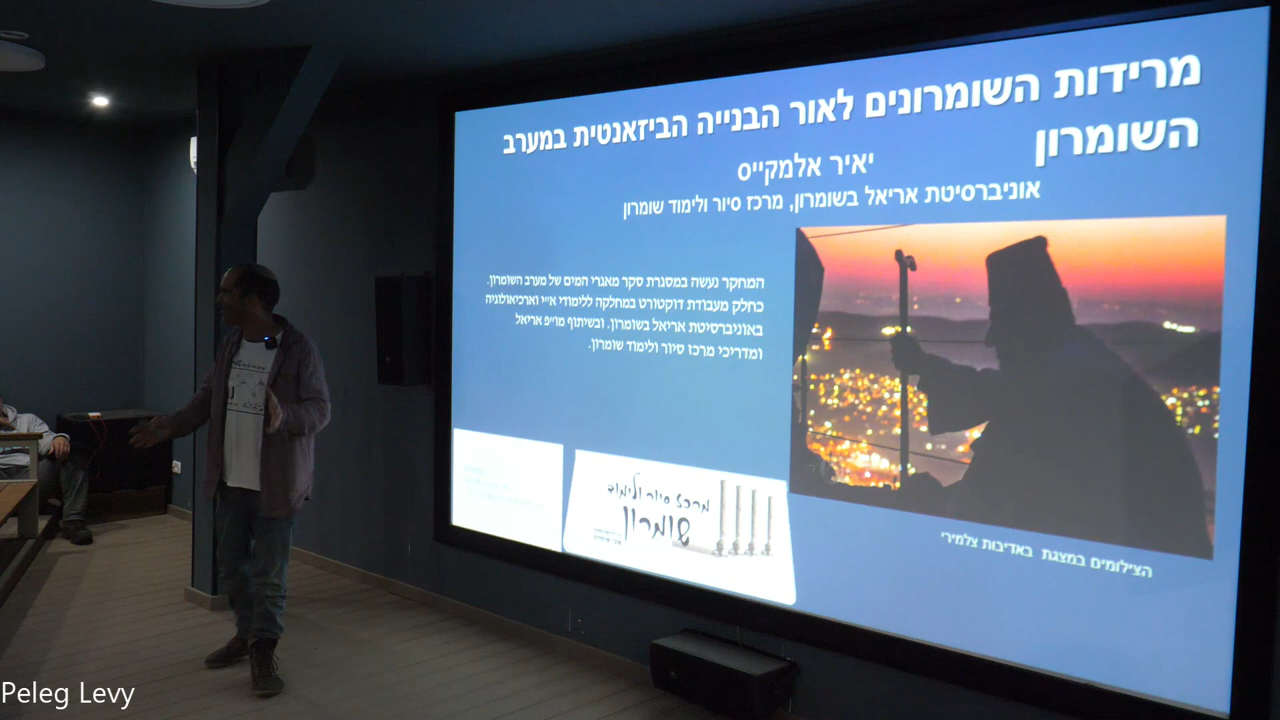 מרידות השומרונים לאור הבנייה הביזאנטית במערב
השומרון
יאיר אלמקייס
אוניברסיטת אריאל בשומרון, מרכז סיור ולימוד שומרון
המחקר נעשה במסגרת סקר מאגרי המים של מערב השומרון.
כחלק מעבודת דוקטורט במחלקה ללימודי א״י וארכיאולוגיה
באוניברסיטת אריאל בשומרון. ובשיתוף מו״פ אריאל
ומדריכי מרכז סיור ולימוד שומרון.
מרכז סיור ולימוד
שומרון
הצילומים במצגת באדיבות צלמירי
Peleg Levy